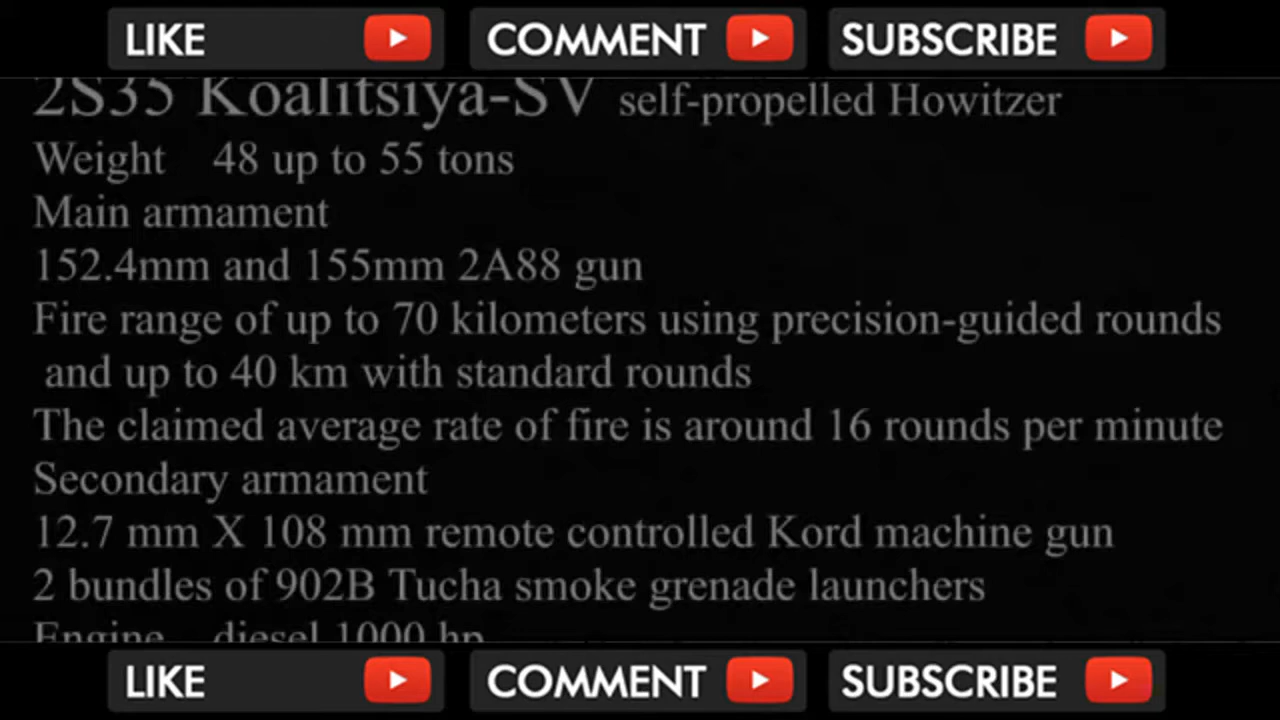 LIKE COMMENT SUBSCRIBE
2S35 Koalitsiya-SV self-propelled Howitzer
Weight 48 up to 55 tons
Main armament
152.4mm and 155mm 2A88 gun
Fire range of up to 70 kilometers using precision-guided rounds
and up to 40 km with standard rounds
The claimed average rate of fire is around 16 rounds per minute
Secondary armament
12.7 mm X 108 mm remote controlled Kord machine gun
2 bundles of 902B Tucha smoke grenade launchers
Engine diesel 1000 hp
LIKE COMMENT SUBSCRIBE